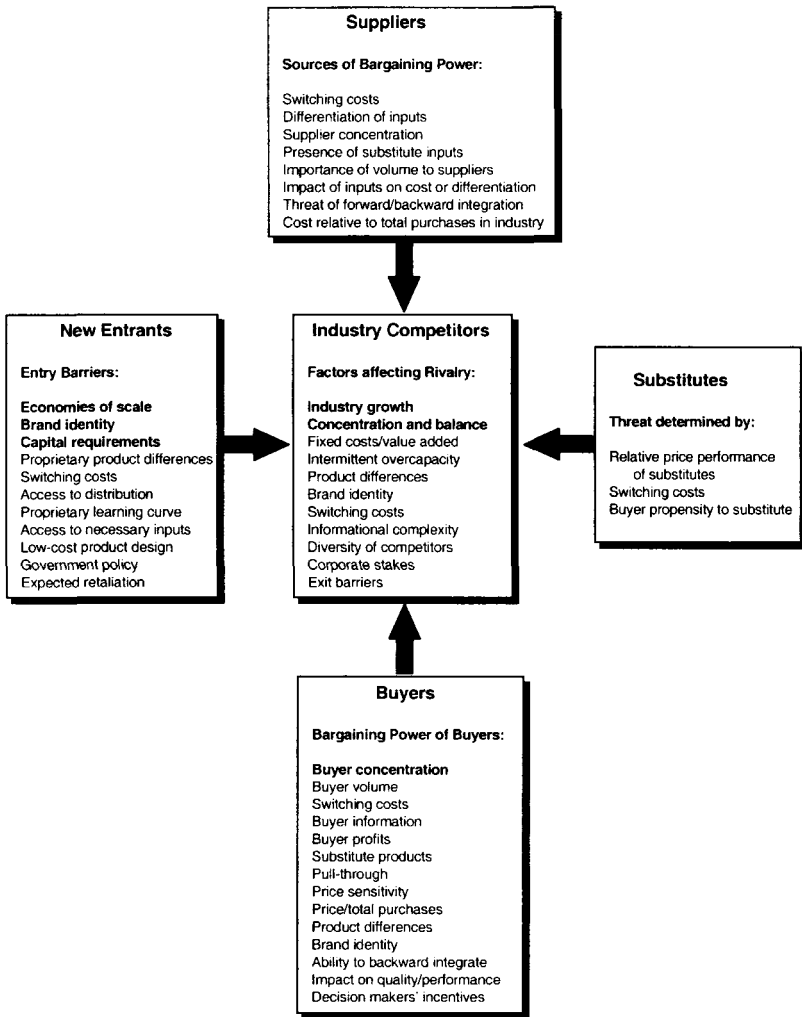 Suppliers
Sources of Bargaining Power:
Switching costs
Differentiation of inputs
Supplier concentration
Presence of substitute inputs
Importance of volume to suppliers
Impact of inputs on cost or differentiation
Threat of forward/backward integration
Cost relative to total purchases in industry
New Entrants
Entry Barriers:
Economies of scale
Brand identity
Capital requirements
Proprietary product differences
Switching costs
Access to distribution
Proprietary learning curve
Access to necessary inputs
Low-cost product design
Government policy
Expected retaliation
Industry Competitors
Factors affecting Rivalry:
Industry growth
Concentration and balance
Fixed costs/value added
Intermittent overcapacity
Product differences
Brand identity
Switching costs
Informational complexity
Diversity of competitors
Corporate stakes
Exit barriers
Substitutes
Threat determined by:
Relative price performance
of substitutes
Switching costs
Buyer propensity to substitute
Buyers
Bargaining Power of Buyers:
Buyer concentration
Buyer volume
Switching costs
Buyer information
Buyer profits
Substitute products
Pull-through
Price sensitivity
Price/total purchases
Product differences
Brand identity
Ability to backward integrate
Impact on quality/performance
Decision makers' incentives